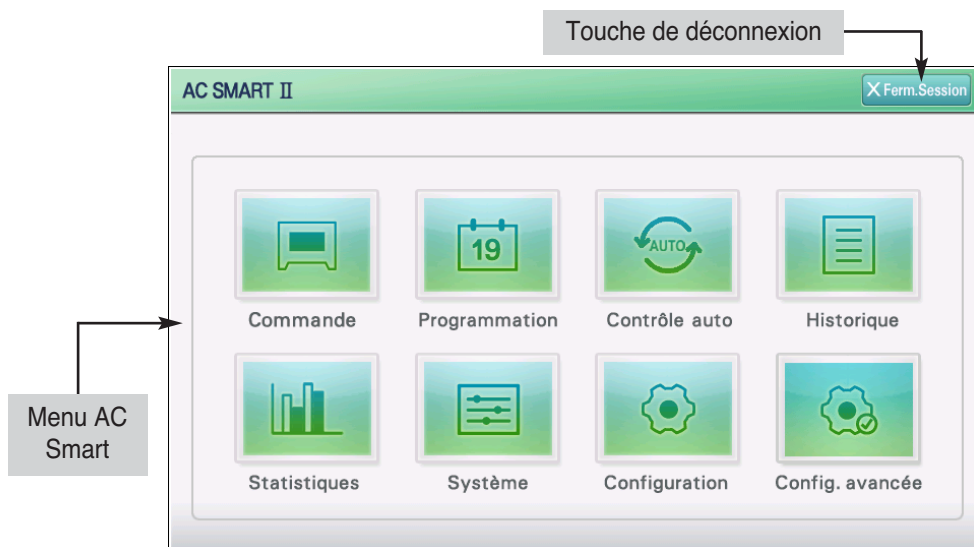 Touche de déconnexion
AC SMART II
X Ferm.Session
19
AUTO
Commande
Programmation
Contrôle auto
Historique
Menu AC
Smart
Statistiques
Système
Configuration
Config. avancée